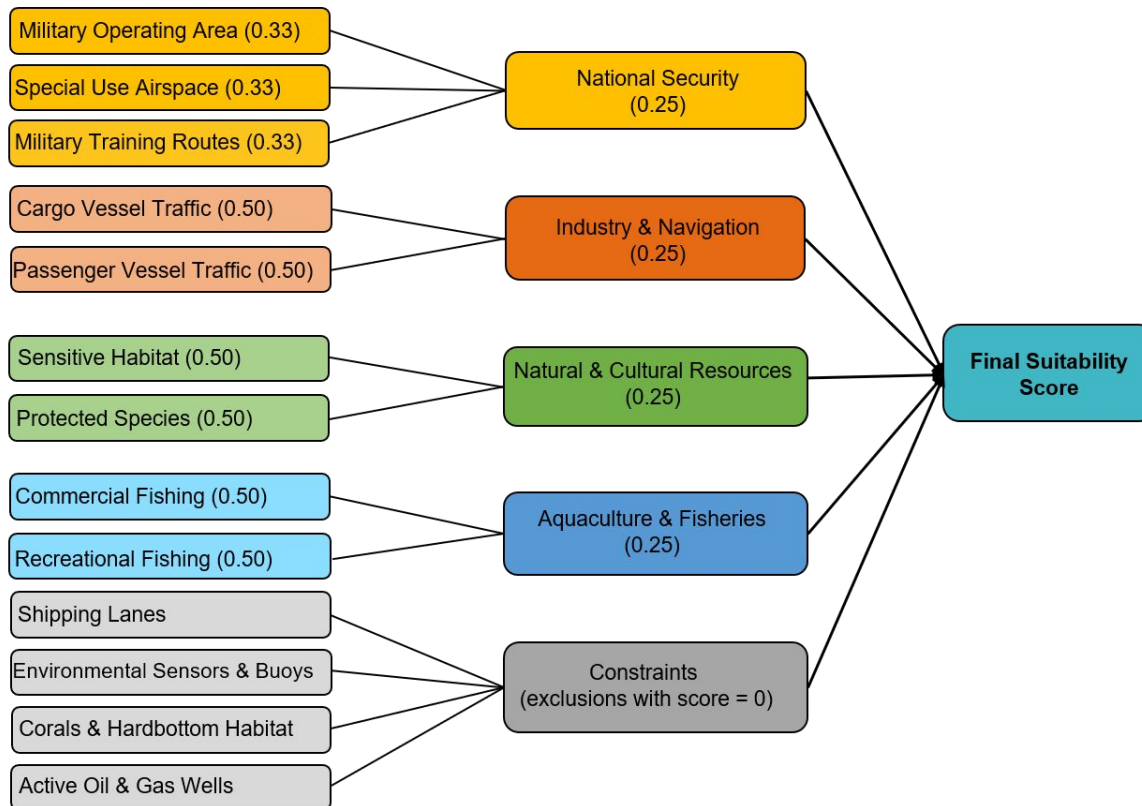 Military Operating Area (0.33)
Special Use Airspace (0.33)
Military Training Routes (0.33)
National Security
(0.25)
Cargo Vessel Traffic (0.50)
Passenger Vessel Traffic (0.50)
Industry & Navigation
(0.25)
Sensitive Habitat (0.50)
Protected Species (0.50)
Natural & Cultural Resources
(0.25)
Commercial Fishing (0.50)
Recreational Fishing (0.50)
Aquaculture & Fisheries
(0.25)
Shipping Lanes
Environmental Sensors & Buoys
Corals & Hardbottom Habitat
Active Oil & Gas Wells
Constraints
(exclusions with score = 0)
Final Suitability
Score